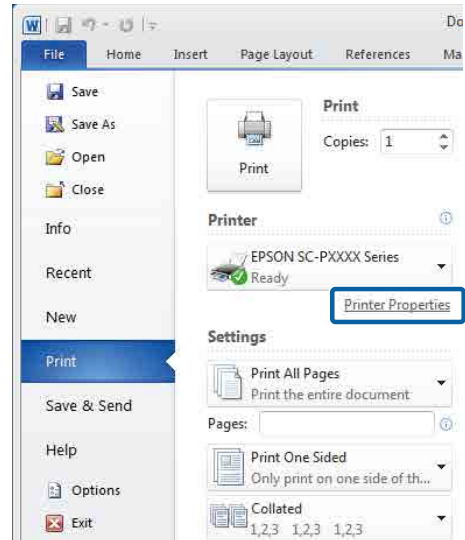 W
Do
File Home Insert Page Layout References Ma
Save
Save As
Open
Close
Info
Recent
New
Print
Save & Send
Help
Options
Exit
Print
Print
Copies: 1
Printer
EPSON SC-PXXXX Series
Ready
Printer Properties
Settings
Print All Pages
Print the entire document
Pages:
Print One Sided
Only print on one side of th...
Collated
1,2,3 1,2,3 1,2,3